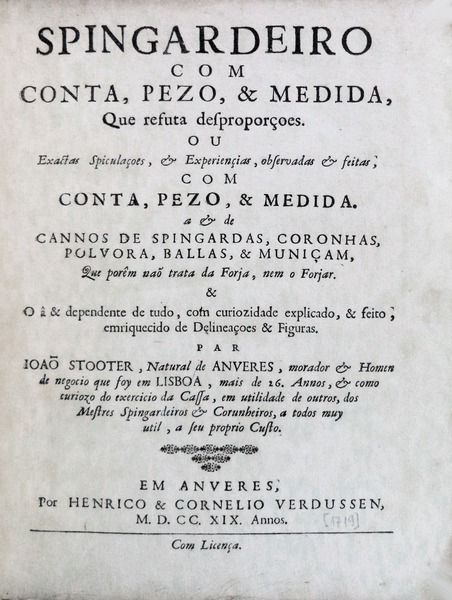 SPINGARDEIRO
COM
CONTA, PEZO, & MEDIDA,
Que refuta deſproporçoes.
OU
Exactas Spiculaçoes, & Experiençias, obſervadas & feitas,
COM
CONTA, PEZO, & MEDIDA.
a & de
CANNOS DE SPINGARDAS, CORONHAS,
POLVORA, BALLAS, & MUNIÇAM,
Que porêm naõ trata da Forja, nem o Forjar.
&
O â & dependente de tudo, com curiozidade explicado, & feito,
emriquecido de Delineaçoes & Figuras.
PAR
IOAÕ STOOTER, Natural de ANVERES, morador & Homen
de negocio que foy em LISBOA, mais de 26. Annos, & como
curiozo do exercicio da Caſſa, em utilidade de outros, dos
Meſtres Spingardeiros & Corunheiros, a todos muy
util, a ſeu proprio Cuſto.
EM ANVERES,
Por HENRICO & CORNELIO VERDUSSEN,
M. D. CC. XIX. Annos. [1719]
Com Licença.